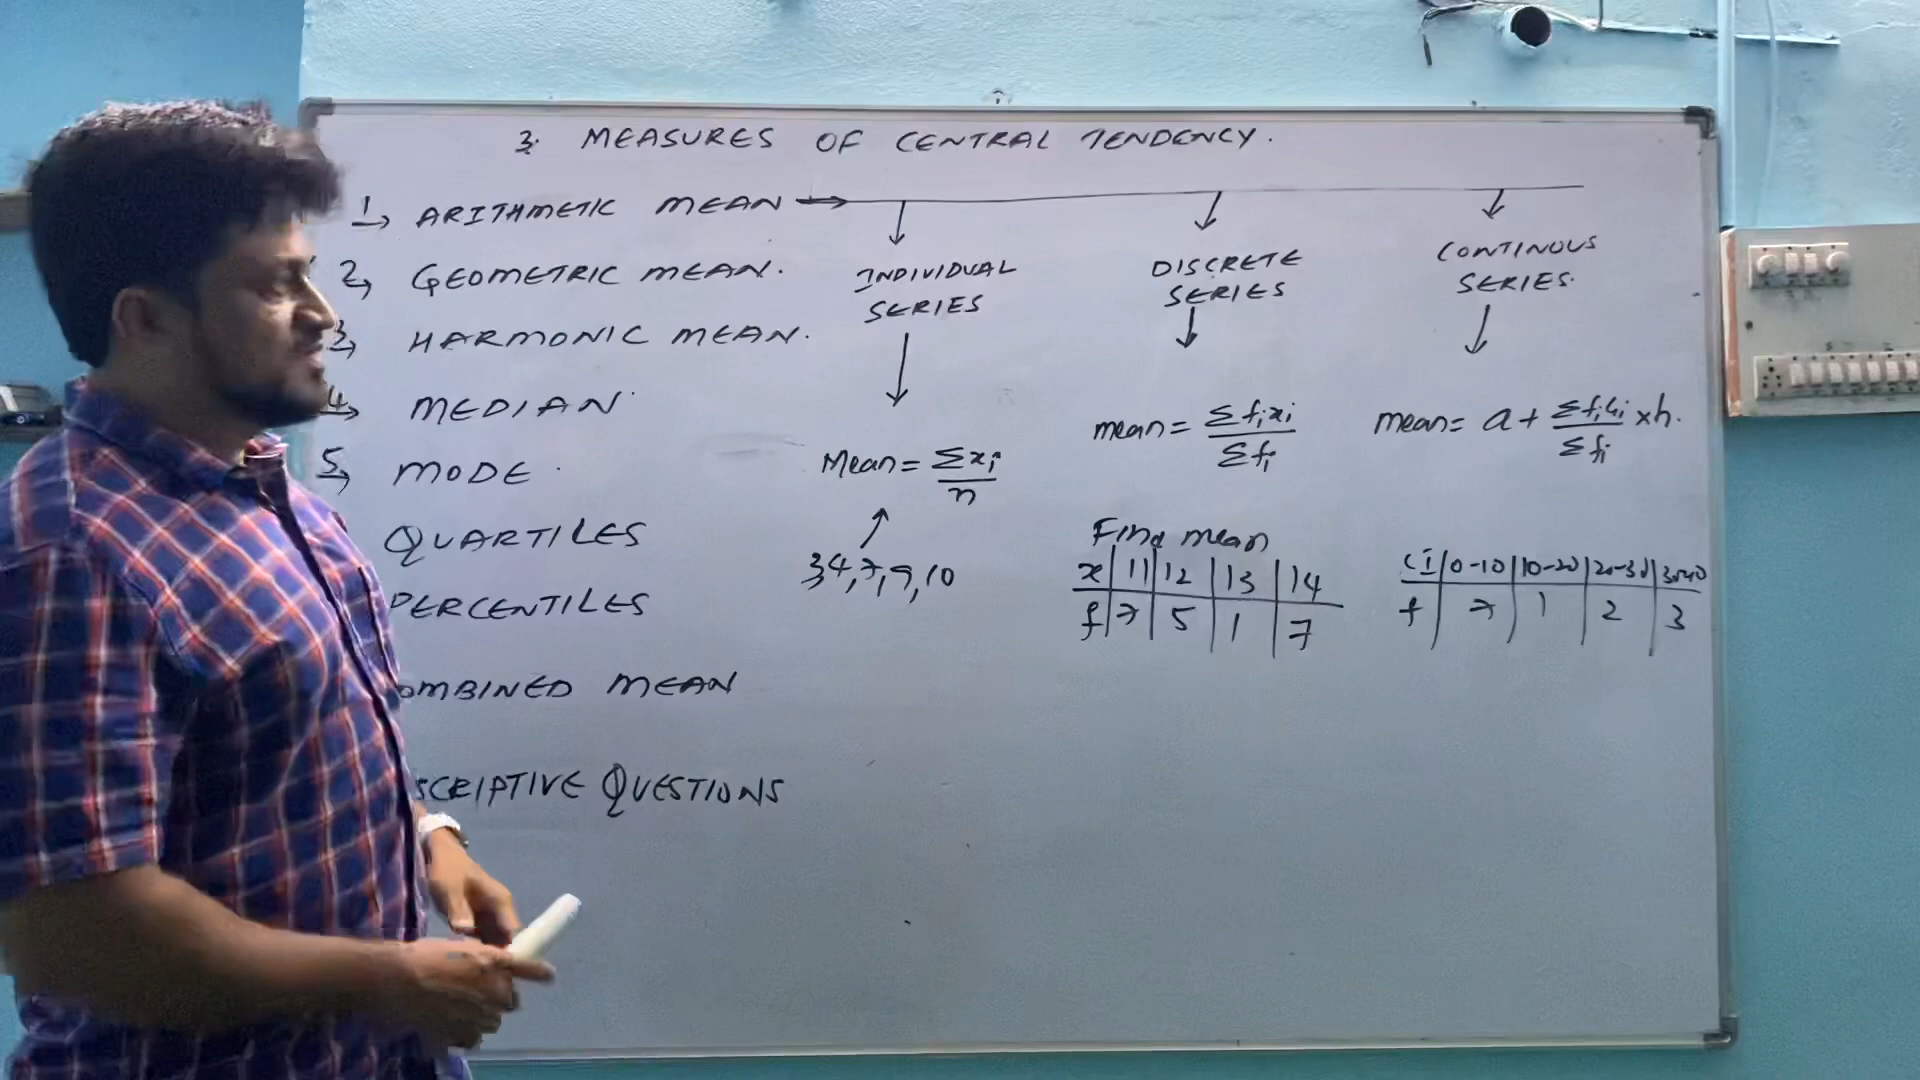 3. MEASURES OF CENTRAL TENDENCY.
1, ARITHMETIC MEAN →
2, GEOMETRIC MEAN.
3, HARMONIC MEAN.
4, MEDIAN
5, MODE
QUARTILES
PERCENTILES
OMBINED MEAN
SCRIPTIVE QUESTIONS
INDIVIDUAL
SERIES
Mean = Σxi / n
3,4,7,9,10
DISCRETE
SERIES
mean = Σfixi / Σfi
Find mean
x | 11 | 12 | 13 | 14
f | 7 | 5 | 1 | 7
CONTINOUS
SERIES.
mean = a + Σfiui / Σfi × h.
CI | 0-10 | 10-20 | 20-30 | 30-40
f | 7 | 1 | 2 | 3